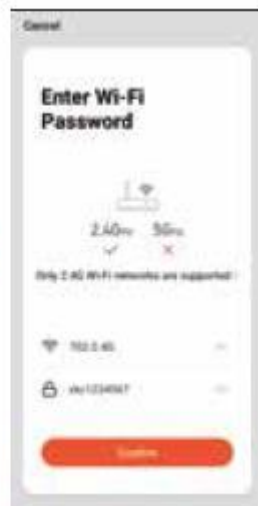 Cancel
Enter Wi-Fi
Password
2.4GHz 5GHz
Only 2.4G Wi-Fi networks are supported ›
Confirm